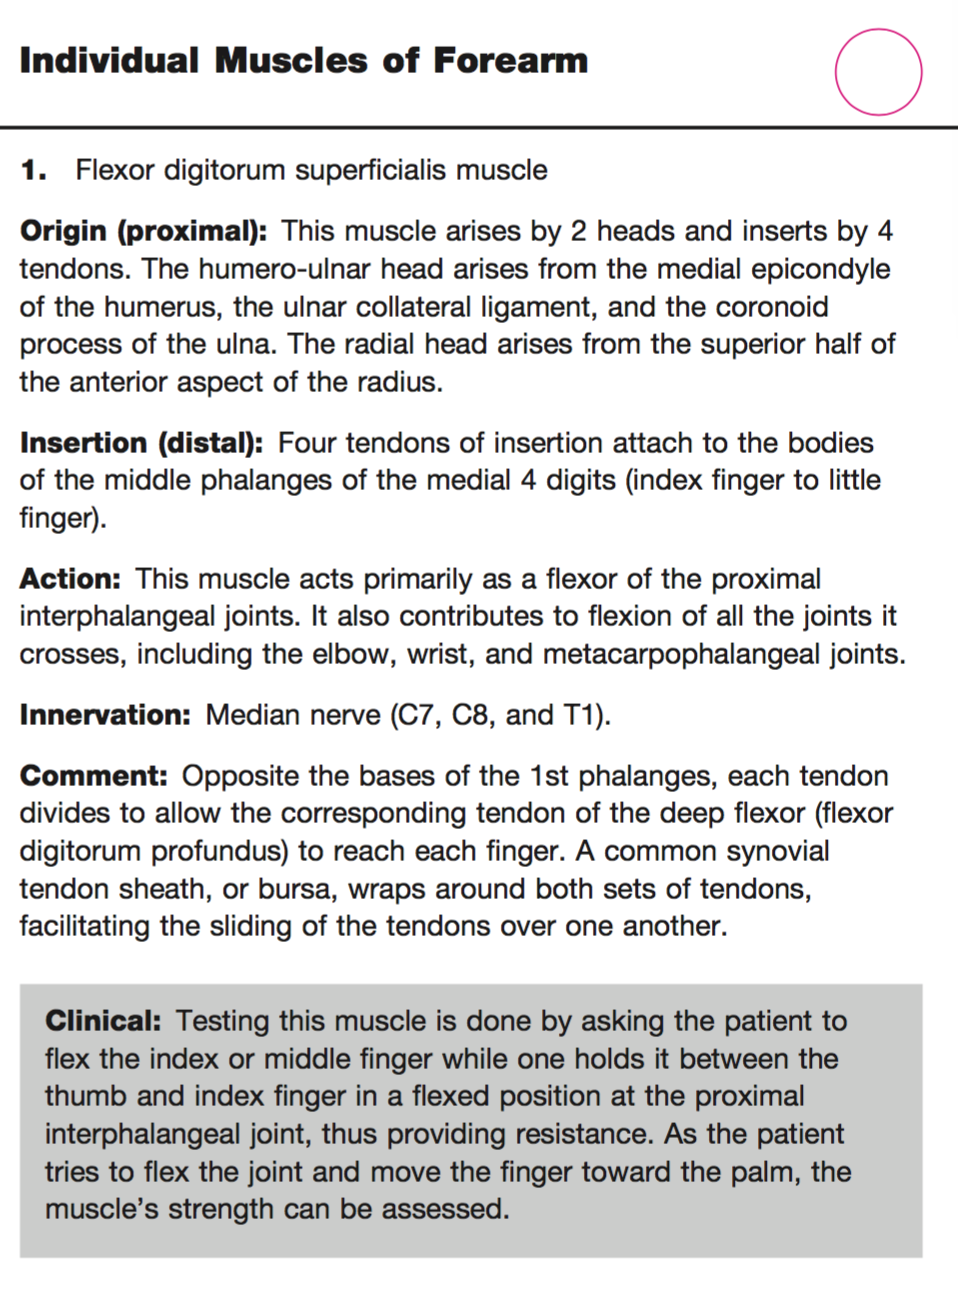 Individual Muscles of Forearm
1. Flexor digitorum superficialis muscle
Origin (proximal): This muscle arises by 2 heads and inserts by 4
tendons. The humero-ulnar head arises from the medial epicondyle
of the humerus, the ulnar collateral ligament, and the coronoid
process of the ulna. The radial head arises from the superior half of
the anterior aspect of the radius.
Insertion (distal): Four tendons of insertion attach to the bodies
of the middle phalanges of the medial 4 digits (index finger to little
finger).
Action: This muscle acts primarily as a flexor of the proximal
interphalangeal joints. It also contributes to flexion of all the joints it
crosses, including the elbow, wrist, and metacarpophalangeal joints.
Innervation: Median nerve (C7, C8, and T1).
Comment: Opposite the bases of the 1st phalanges, each tendon
divides to allow the corresponding tendon of the deep flexor (flexor
digitorum profundus) to reach each finger. A common synovial
tendon sheath, or bursa, wraps around both sets of tendons,
facilitating the sliding of the tendons over one another.
Clinical: Testing this muscle is done by asking the patient to
flex the index or middle finger while one holds it between the
thumb and index finger in a flexed position at the proximal
interphalangeal joint, thus providing resistance. As the patient
tries to flex the joint and move the finger toward the palm, the
muscle’s strength can be assessed.